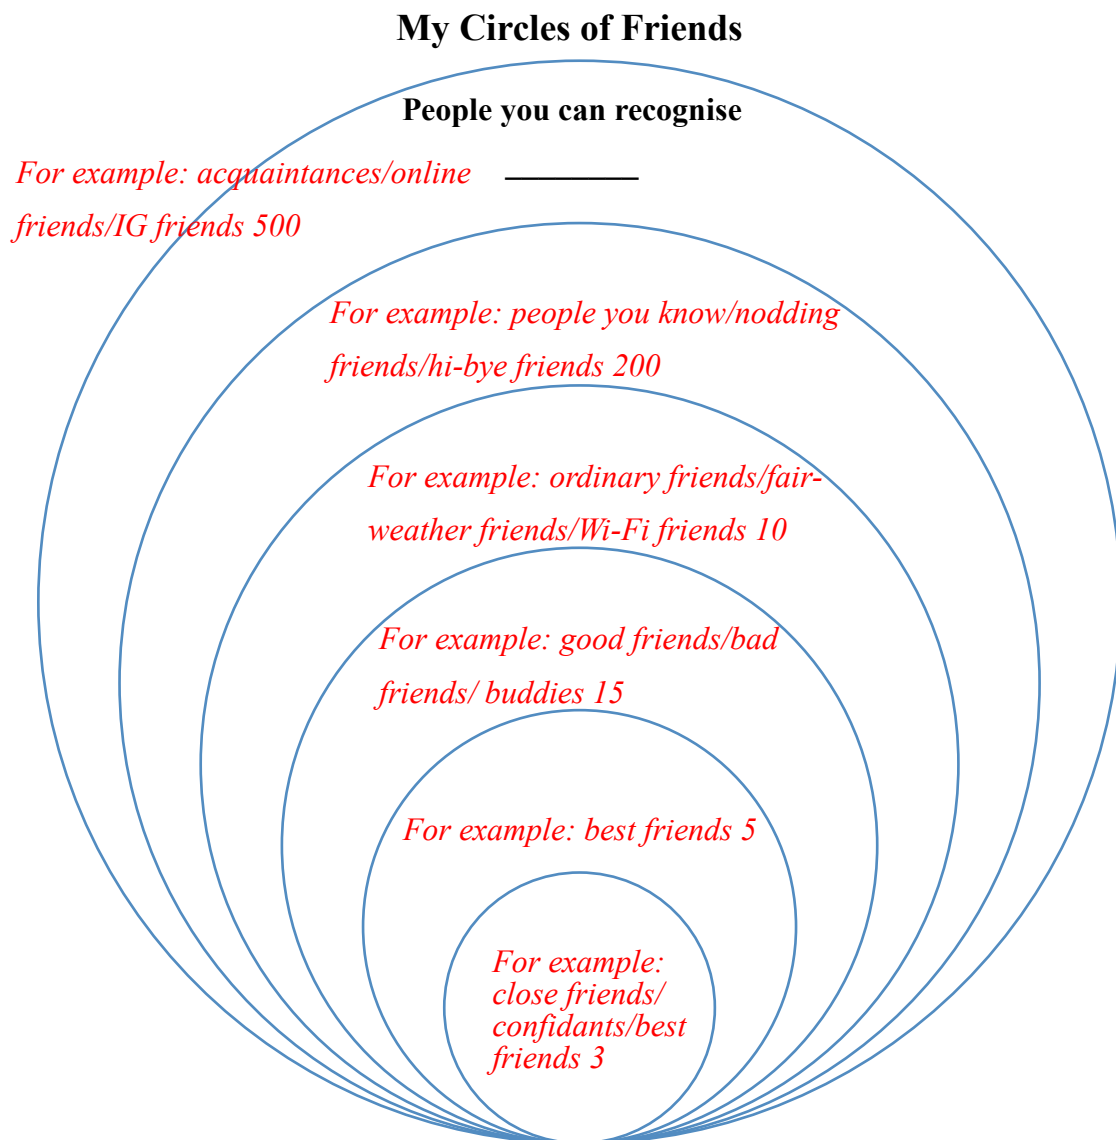 My Circles of Friends
People you can recognise
For example: acquaintances/online
friends/IG friends 500
For example: people you know/nodding
friends/hi-bye friends 200
For example: ordinary friends/fair-
weather friends/Wi-Fi friends 10
For example: good friends/bad
friends/ buddies 15
For example: best friends 5
For example:
close friends/
confidants/best
friends 3